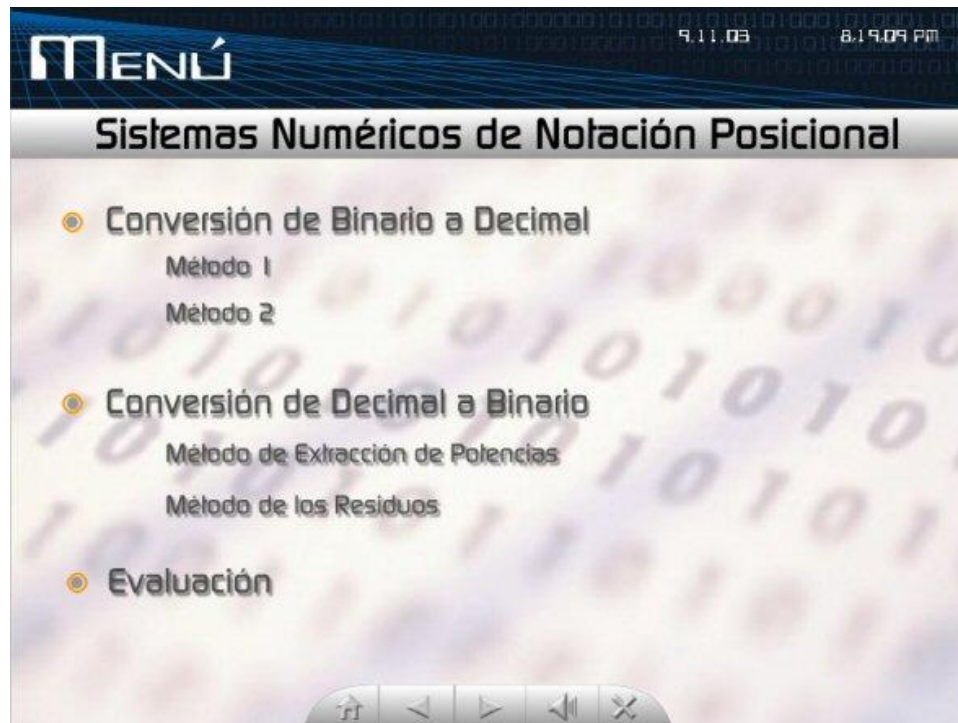 Menú
9.11.03
8:19:09 PM
Sistemas Numéricos de Notación Posicional
Conversión de Binario a Decimal
Método 1
Método 2
Conversión de Decimal a Binario
Método de Extracción de Potencias
Método de los Residuos
Evaluación